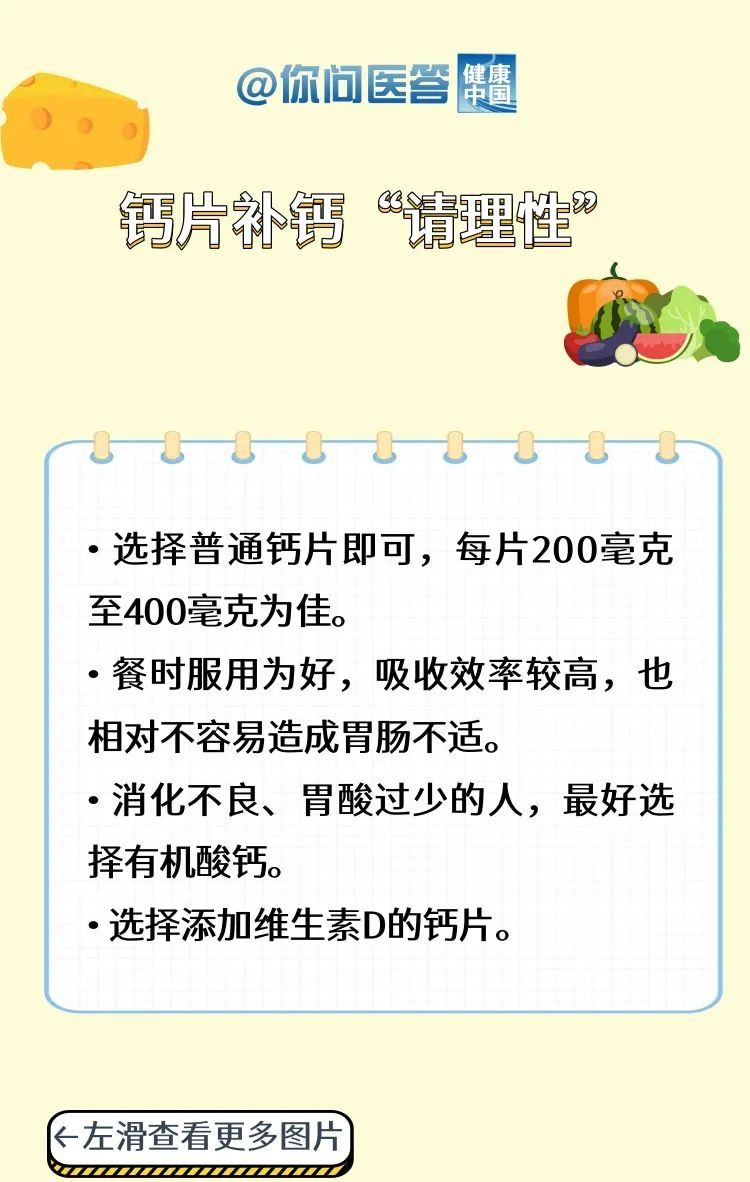 @你问医答 健康
中国
钙片补钙“请理性”
• 选择普通钙片即可，每片200毫克
至400毫克为佳。
• 餐时服用为好，吸收效率较高，也
相对不容易造成胃肠不适。
• 消化不良、胃酸过少的人，最好选
择有机酸钙。
• 选择添加维生素D的钙片。
←左滑查看更多图片